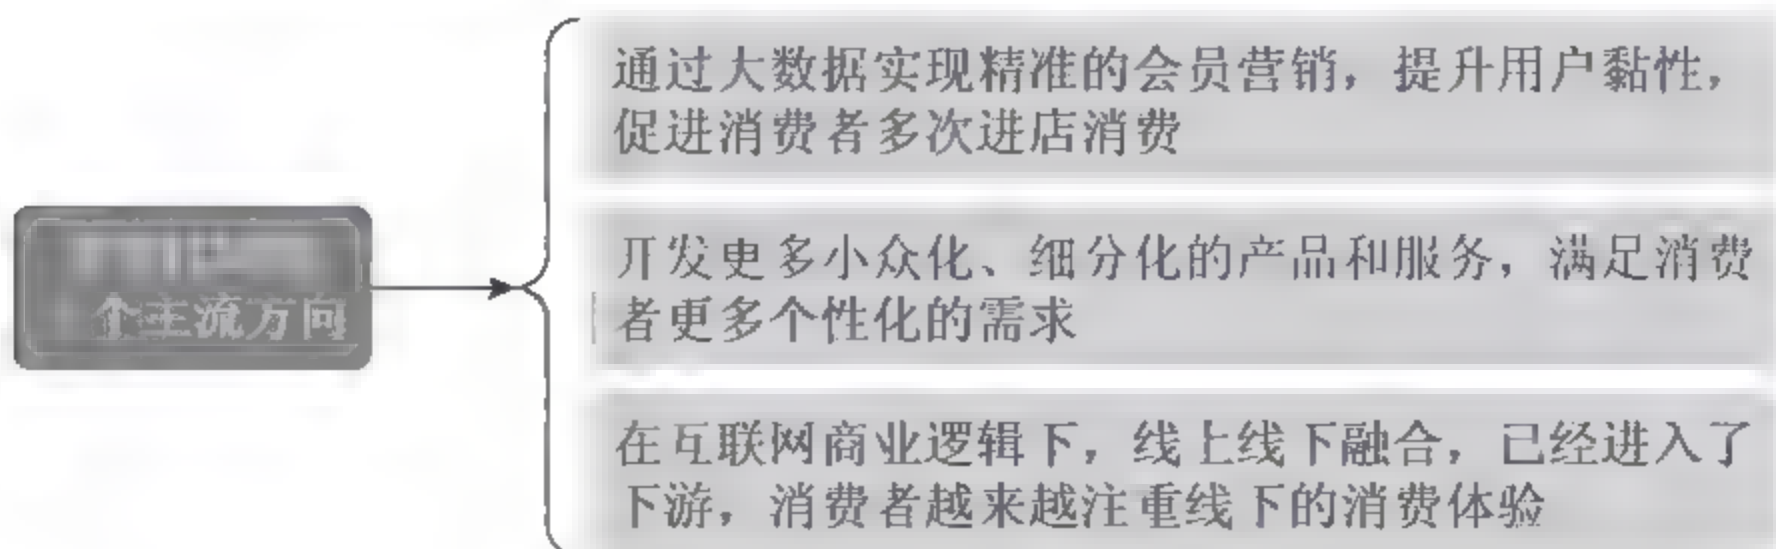 个主流方向
通过大数据实现精准的会员营销，提升用户黏性，
促进消费者多次进店消费
开发更多小众化、细分化的产品和服务，满足消费
者更多个性化的需求
在互联网商业逻辑下，线上线下融合，已经进入了
下游，消费者越来越注重线下的消费体验